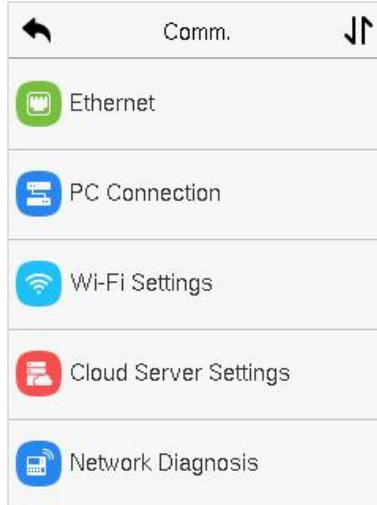 Comm.
Ethernet
PC Connection
Wi-Fi Settings
Cloud Server Settings
Network Diagnosis